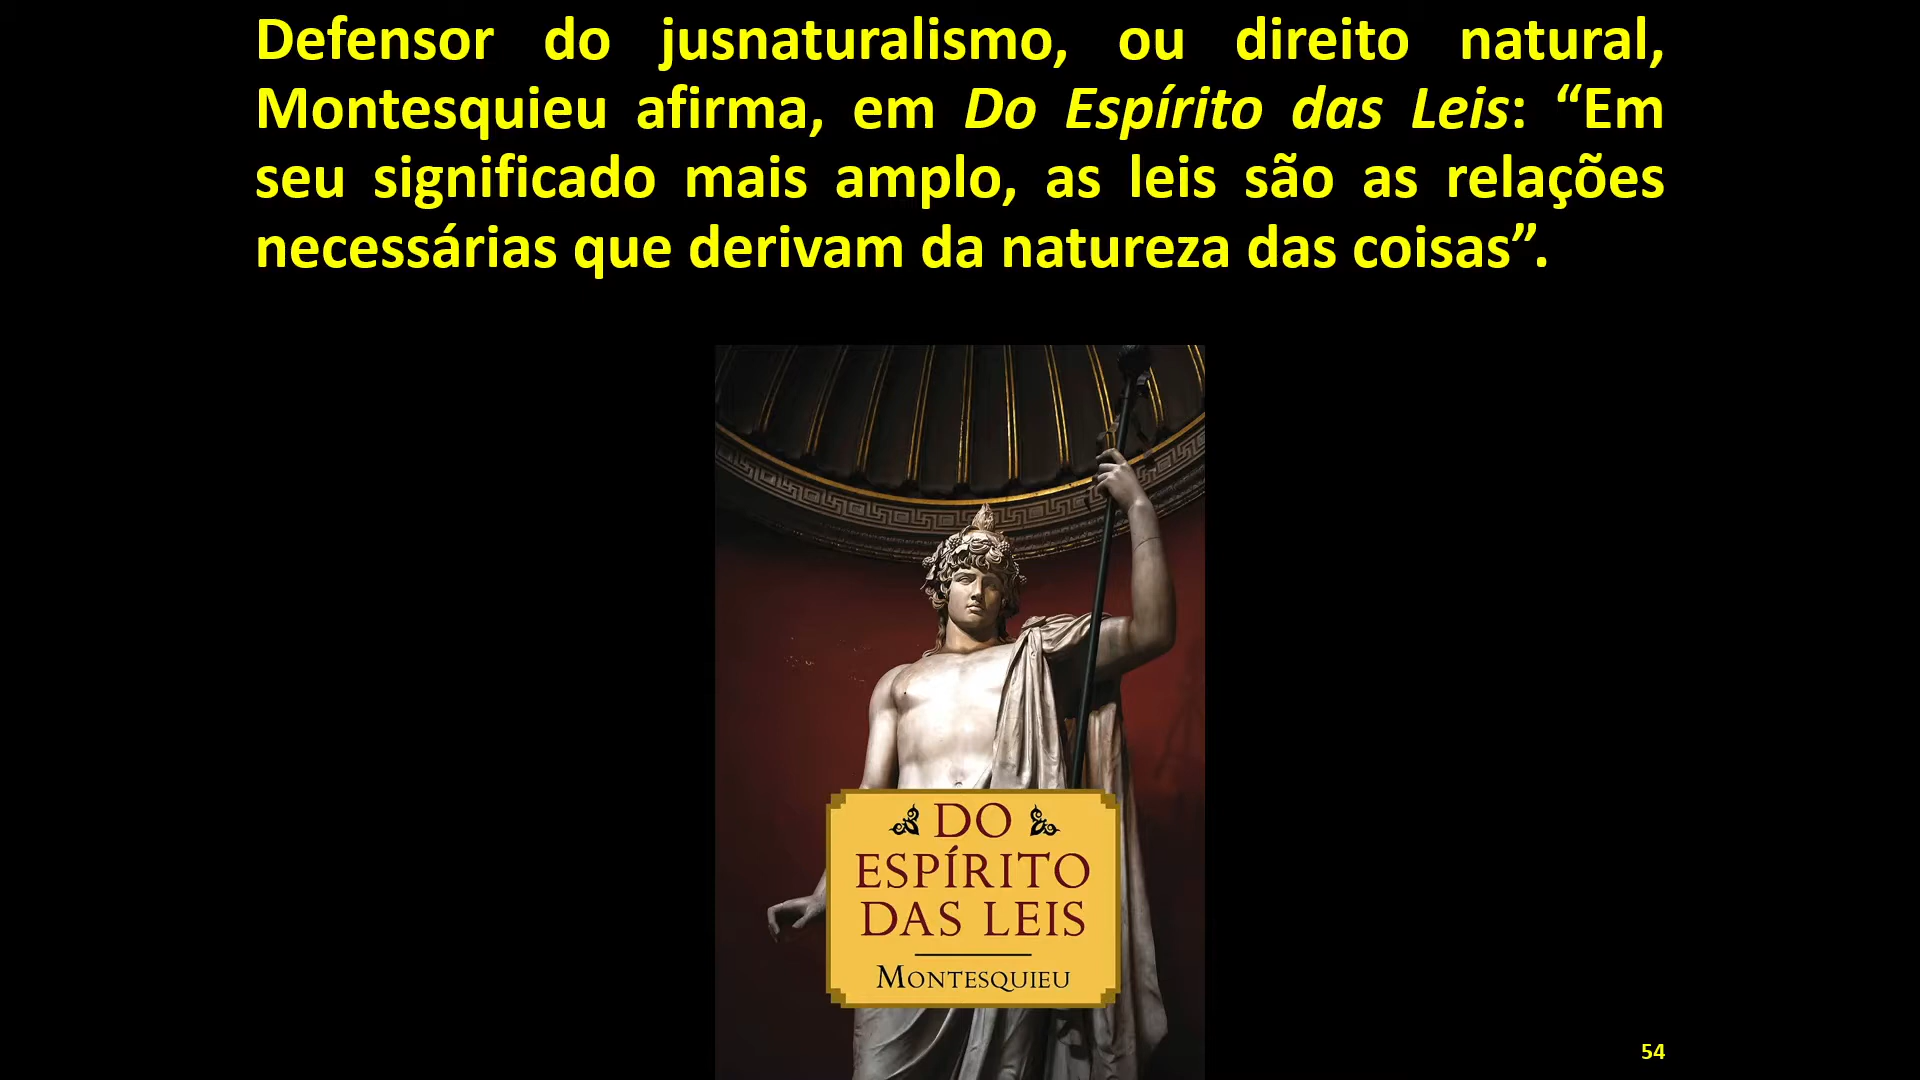 Defensor do jusnaturalismo, ou direito natural,
Montesquieu afirma, em Do Espírito das Leis: “Em
seu significado mais amplo, as leis são as relações
necessárias que derivam da natureza das coisas”.
DO
ESPÍRITO
DAS LEIS
MONTESQUIEU
54